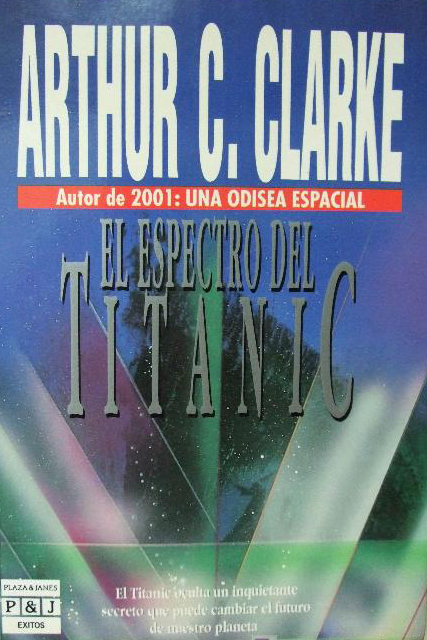 ARTHUR C. CLARKE
Autor de 2001: UNA ODISEA ESPACIAL
EL ESPECTRO DEL
TITANIC
El Titanic oculta un inquietante
secreto que puede cambiar el futuro
de nuestro planeta
PLAZA & JANES
P & J
EXITOS